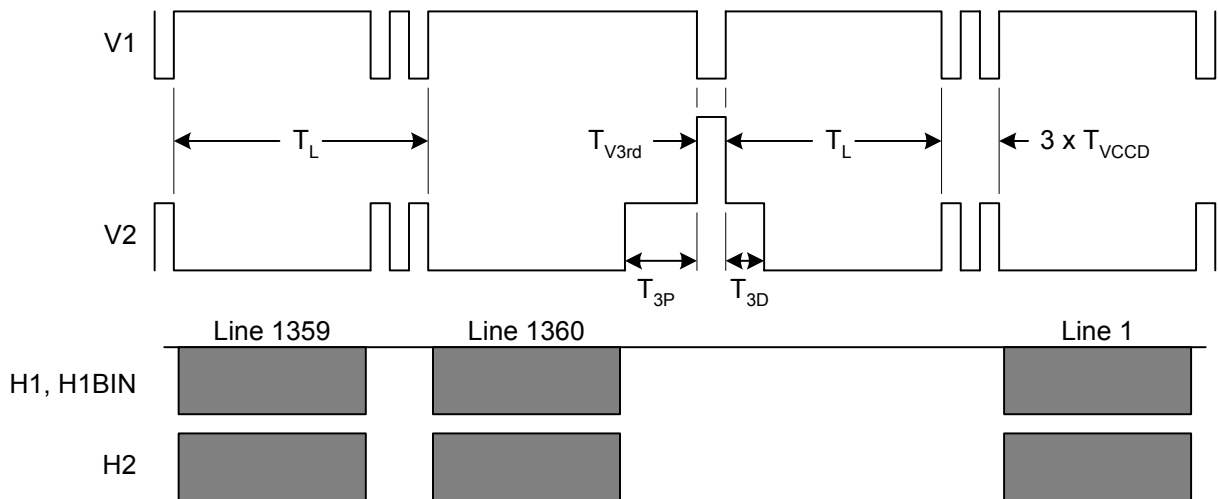 V1
T_L
T_V3rd
T_L
3 x T_VCCD
V2
T_3P
T_3D
Line 1359
Line 1360
Line 1
H1, H1BIN
H2